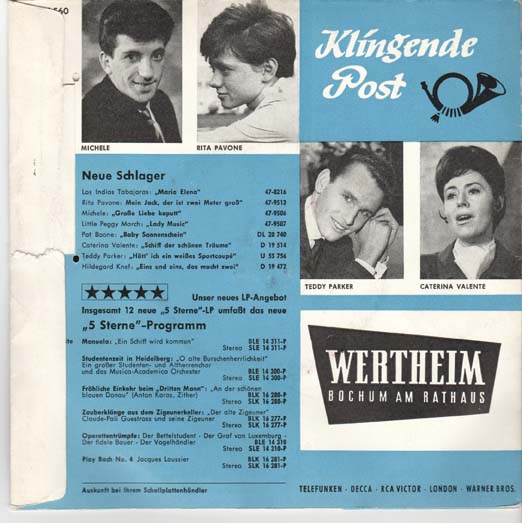 560
Klingende
Post
MICHELE
RITA PAVONE
Neue Schlager
Los Indios Tabajaras: „Maria Elena" 47-8216
Rita Pavone: Mein Jack, der ist zwei Meter groß" 47-9513
Michele: „Große Liebe kaputt" 47-9506
Little Peggy March: „Lady Music" 47-9507
Pat Boone: „Baby Sonnenschein" DL 20 740
Caterina Valente: „Schiff der schönen Träume" D 19 514
Teddy Parker: „Hätt' ich ein weißes Sportcoupé" U 55 756
Hildegard Knef: „Eins und eins, das macht zwei" D 19 472
TEDDY PARKER
CATERINA VALENTE
Unser neues LP-Angebot
Insgesamt 12 neue „5 Sterne"-LP umfaßt das neue
„5 Sterne"-Programm
Manuela: „Ein Schiff wird kommen" BLE 14 311-P
Stereo SLE 14 311-P
Studentenzeit in Heidelberg: „O alte Burschenherrlichkeit"
Ein großer Studenten- und Altherrenchor
und das Musica-Academica Orchester BLE 14 300-P
Stereo SLE 14 300-P
Fröhliche Einkehr beim „Dritten Mann": „An der schönen
blauen Donau" (Anton Karas, Zither) BLK 16 280-P
Stereo SLK 16 280-P
Zauberklänge aus dem Zigeunerkeller: „Der alte Zigeuner"
Claude-Pali Guestross und seine Zigeuner BLK 16 277-P
Stereo SLK 16 277-P
Operettentrümpfe: Der Bettelstudent - Der Graf von Luxemburg -
Der fidele Bauer - Der Vogelhändler BLE 14 210
Stereo SLE 14 210-P
Play Bach No. 4 Jacques Loussier BLK 16 281-P
Stereo SLK 16 281-P
Auskunft bei Ihrem Schallplattenhändler
WERTHEIM
BOCHUM AM RATHAUS
TELEFUNKEN - DECCA - RCA VICTOR - LONDON - WARNER BROS.